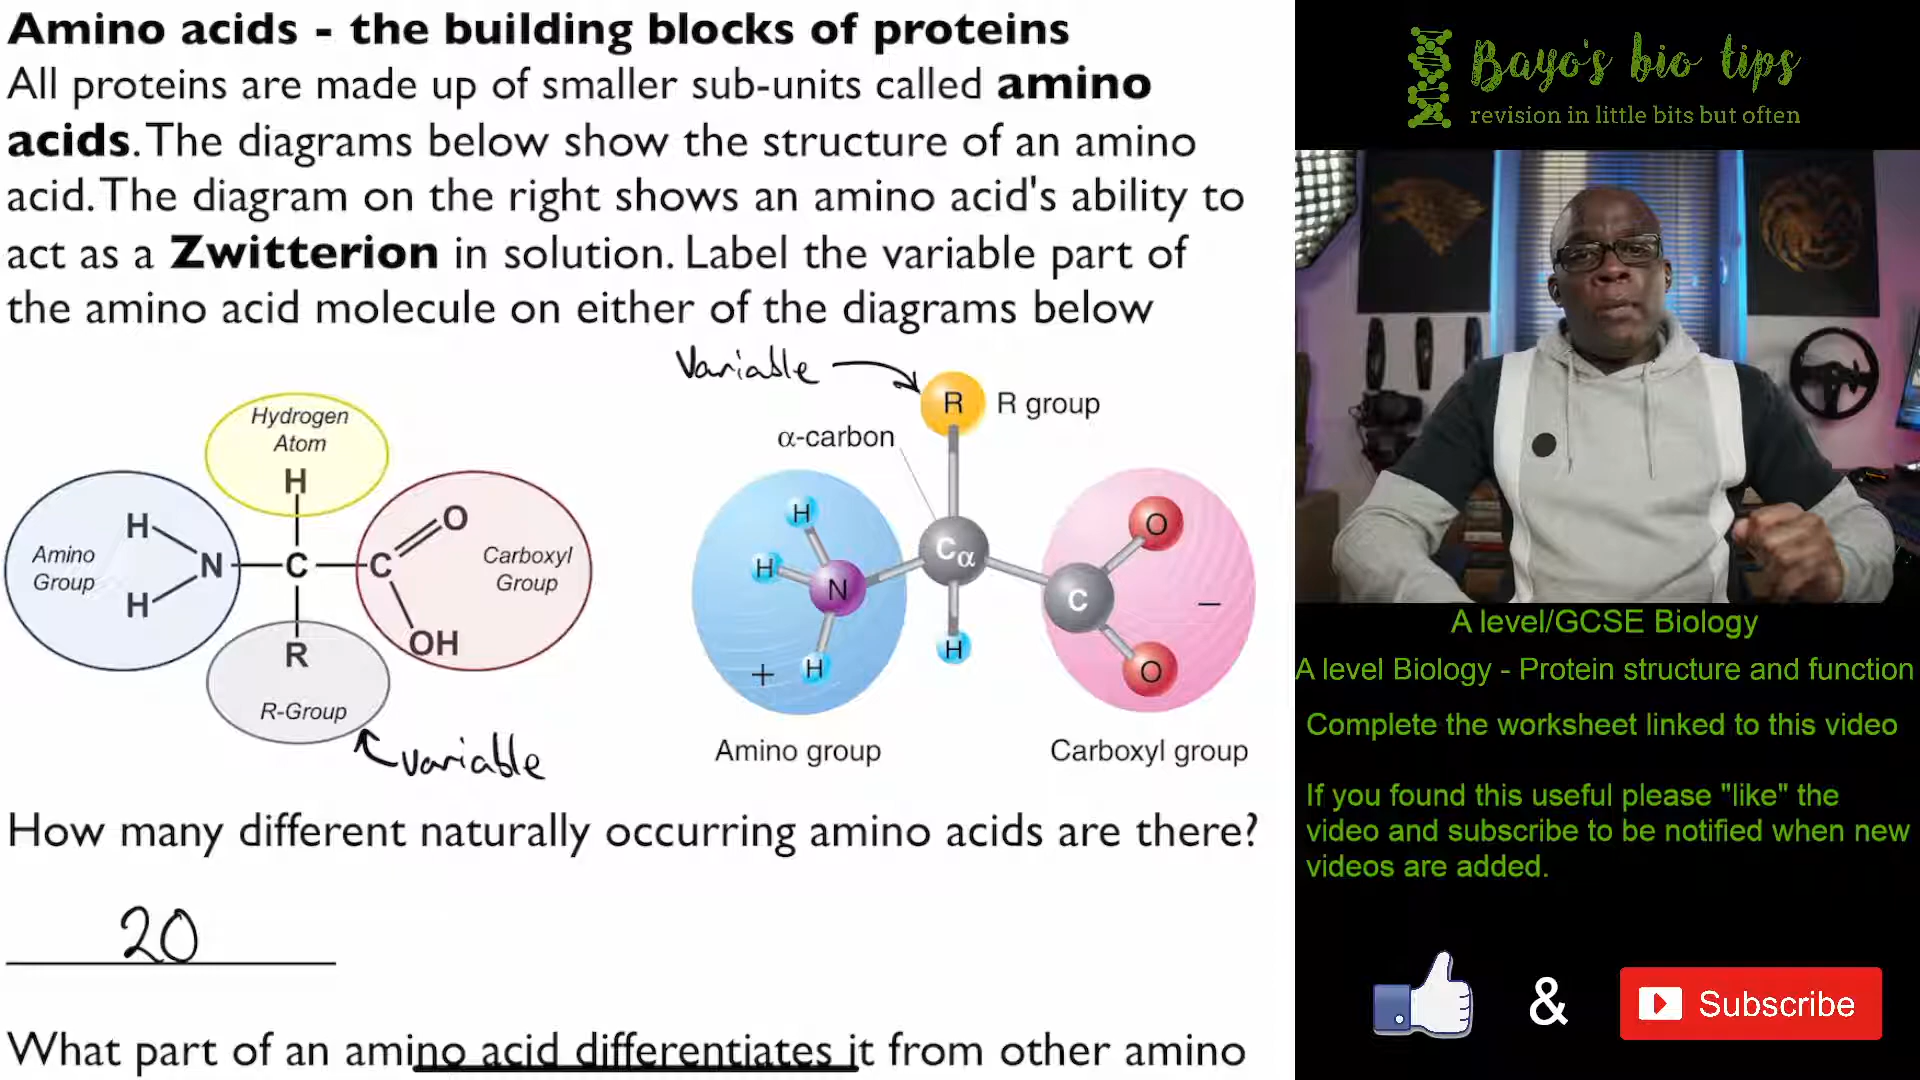 Amino acids - the building blocks of proteins
All proteins are made up of smaller sub-units called amino
acids. The diagrams below show the structure of an amino
acid. The diagram on the right shows an amino acid's ability to
act as a Zwitterion in solution. Label the variable part of
the amino acid molecule on either of the diagrams below
Hydrogen
Atom
H
Amino
Group
H
H
N
C
C
O
OH
Carboxyl
Group
R
R-Group
variable
Variable
R
R group
α-carbon
H
H
H
N
+
Cα
H
C
O
O
−
Amino group
Carboxyl group
How many different naturally occurring amino acids are there?
20
What part of an amino acid differentiates it from other amino
Bayo's bio tips
revision in little bits but often
A level/GCSE Biology
A level Biology - Protein structure and function
Complete the worksheet linked to this video
If you found this useful please "like" the
video and subscribe to be notified when new
videos are added.
&
Subscribe